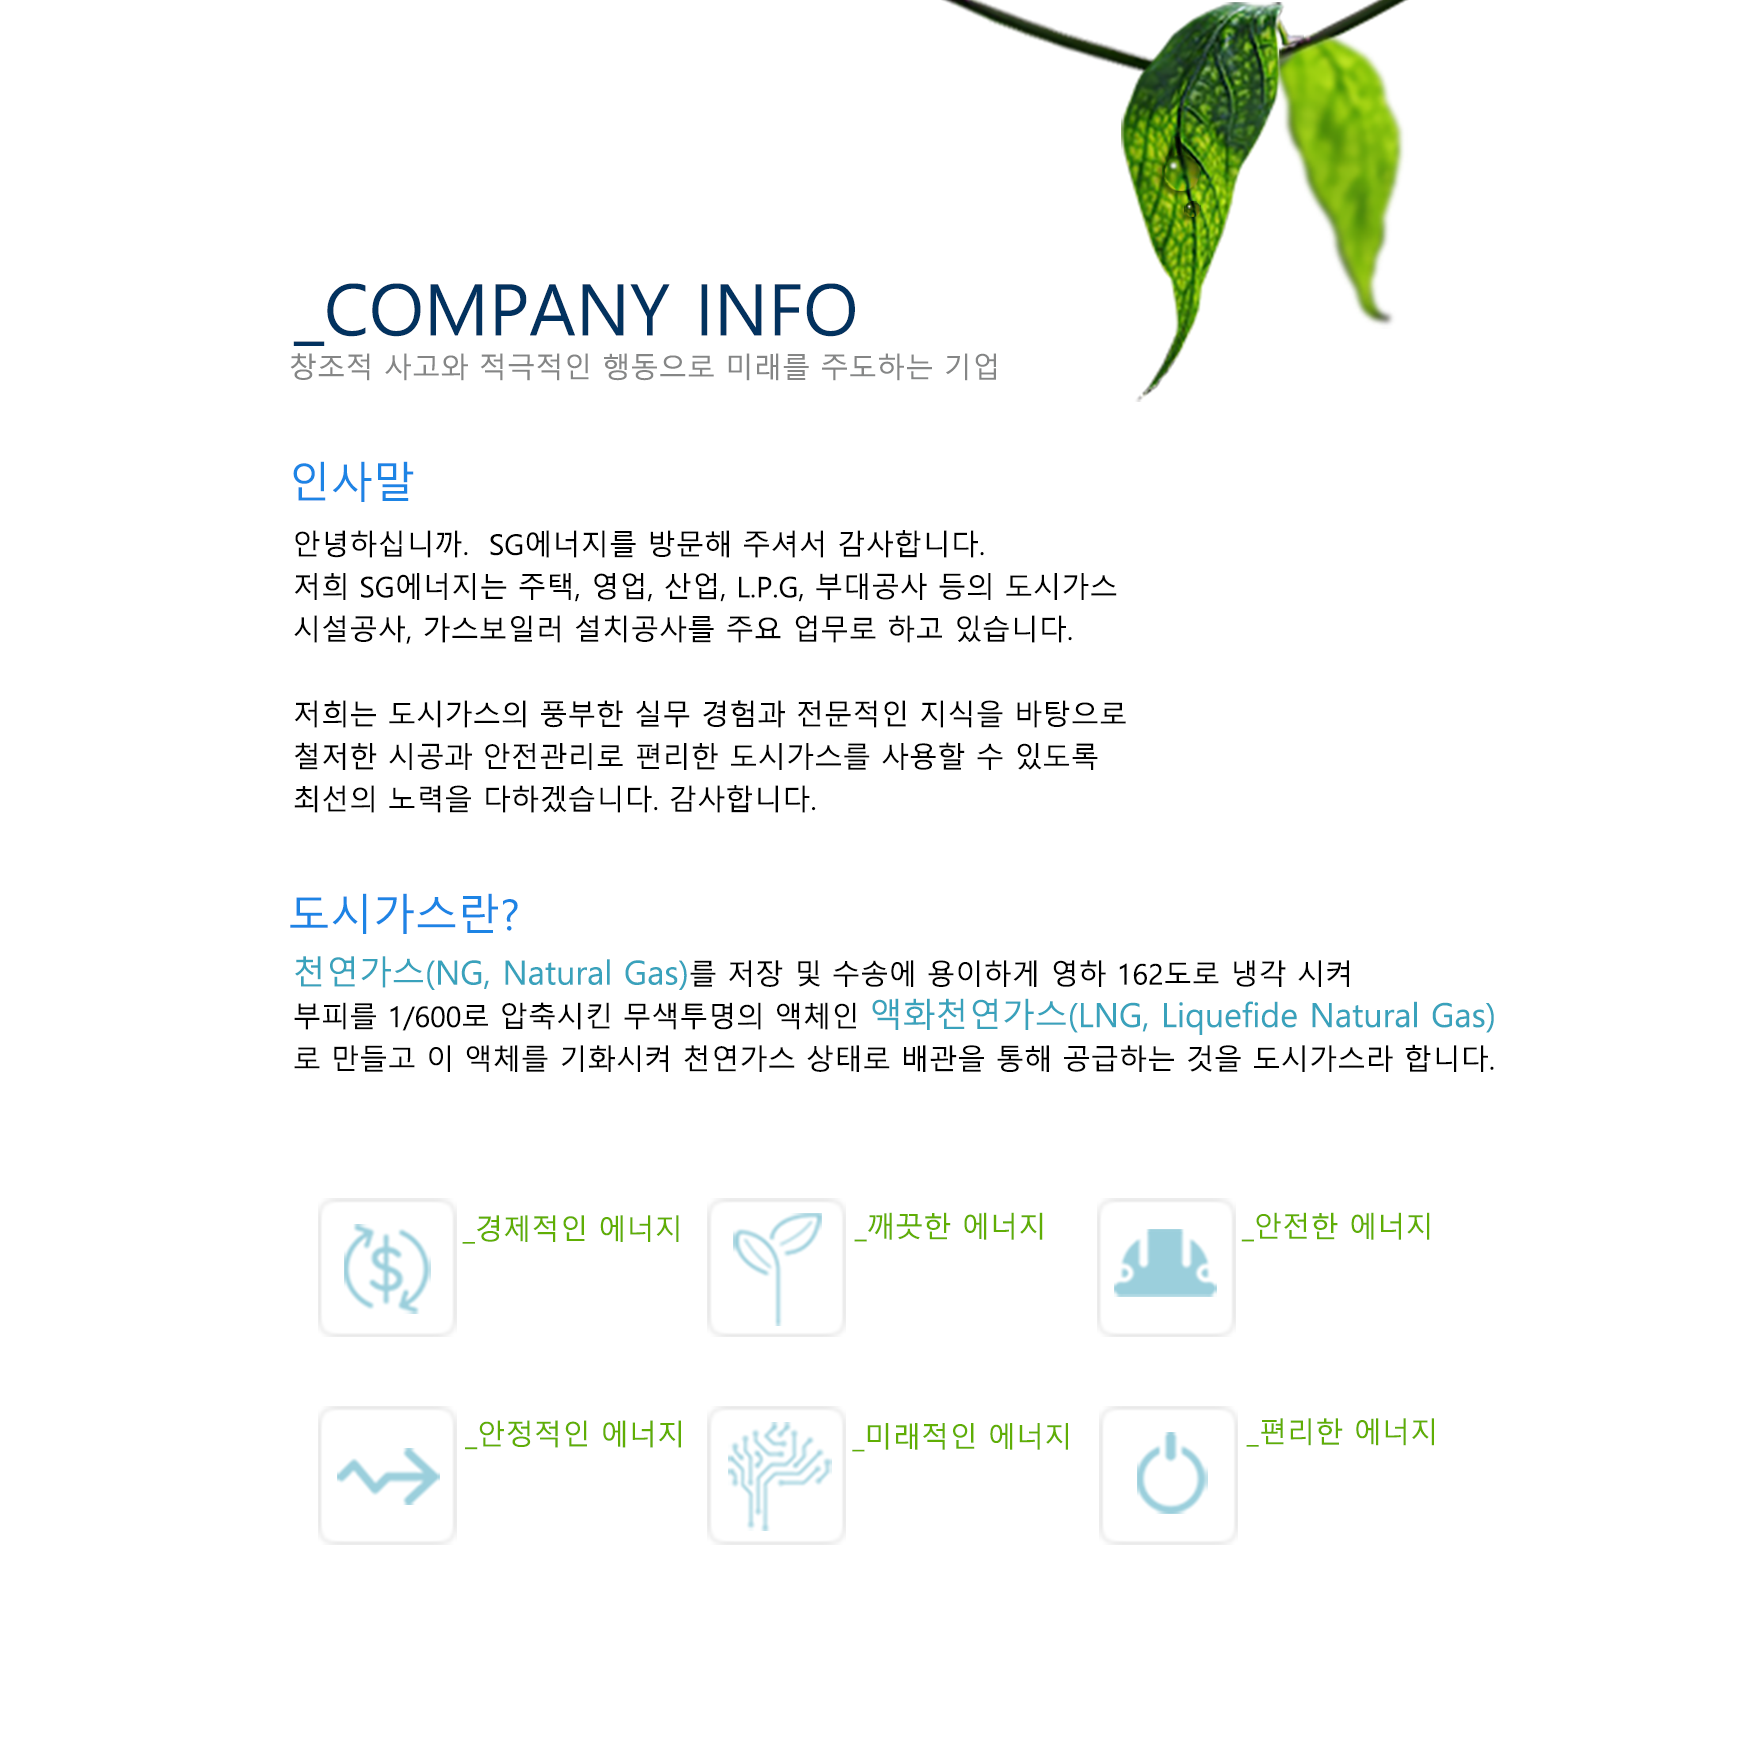 _COMPANY INFO
창조적 사고와 적극적인 행동으로 미래를 주도하는 기업
인사말
안녕하십니까. SG에너지를 방문해 주셔서 감사합니다.
저희 SG에너지는 주택, 영업, 산업, L.P.G, 부대공사 등의 도시가스
시설공사, 가스보일러 설치공사를 주요 업무로 하고 있습니다.
저희는 도시가스의 풍부한 실무 경험과 전문적인 지식을 바탕으로
철저한 시공과 안전관리로 편리한 도시가스를 사용할 수 있도록
최선의 노력을 다하겠습니다. 감사합니다.
도시가스란?
천연가스(NG, Natural Gas)를 저장 및 수송에 용이하게 영하 162도로 냉각 시켜
부피를 1/600로 압축시킨 무색투명의 액체인 액화천연가스(LNG, Liquefide Natural Gas)
로 만들고 이 액체를 기화시켜 천연가스 상태로 배관을 통해 공급하는 것을 도시가스라 합니다.
_경제적인 에너지
_깨끗한 에너지
_안전한 에너지
_안정적인 에너지
_미래적인 에너지
_편리한 에너지